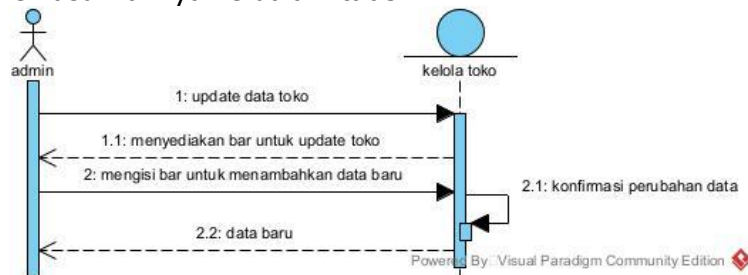 admin
kelola toko
1: update data toko
1.1: menyediakan bar untuk update toko
2: mengisi bar untuk menambahkan data baru
2.1: konfirmasi perubahan data
2.2: data baru
Powered By Visual Paradigm Community Edition